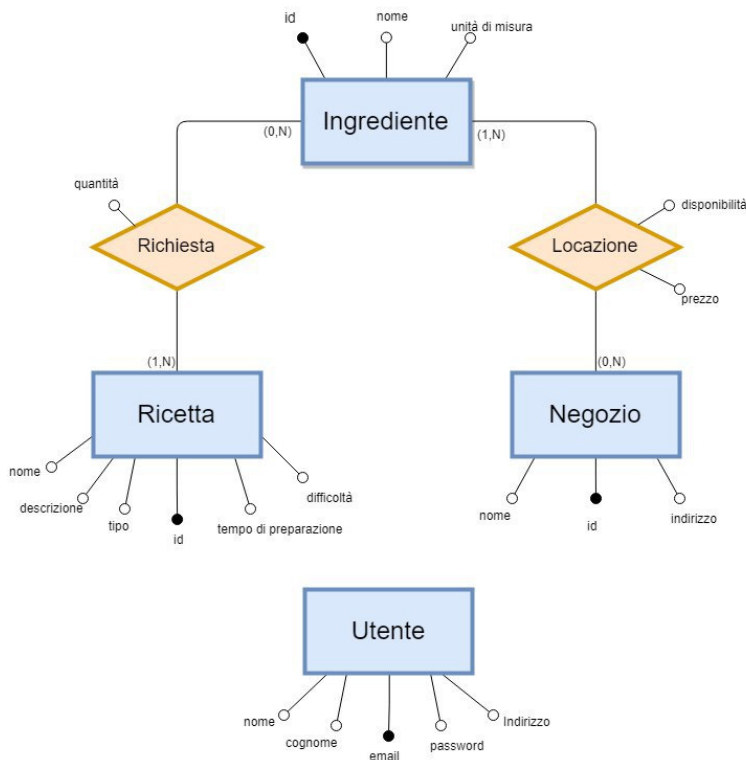 id
nome
unità di misura
Ingrediente
(0,N)
(1,N)
quantità
disponibilità
Richiesta
Locazione
prezzo
(1,N)
(0,N)
Ricetta
Negozio
nome
descrizione
tipo
id
tempo di preparazione
difficoltà
nome
id
indirizzo
Utente
nome
cognome
email
password
Indirizzo